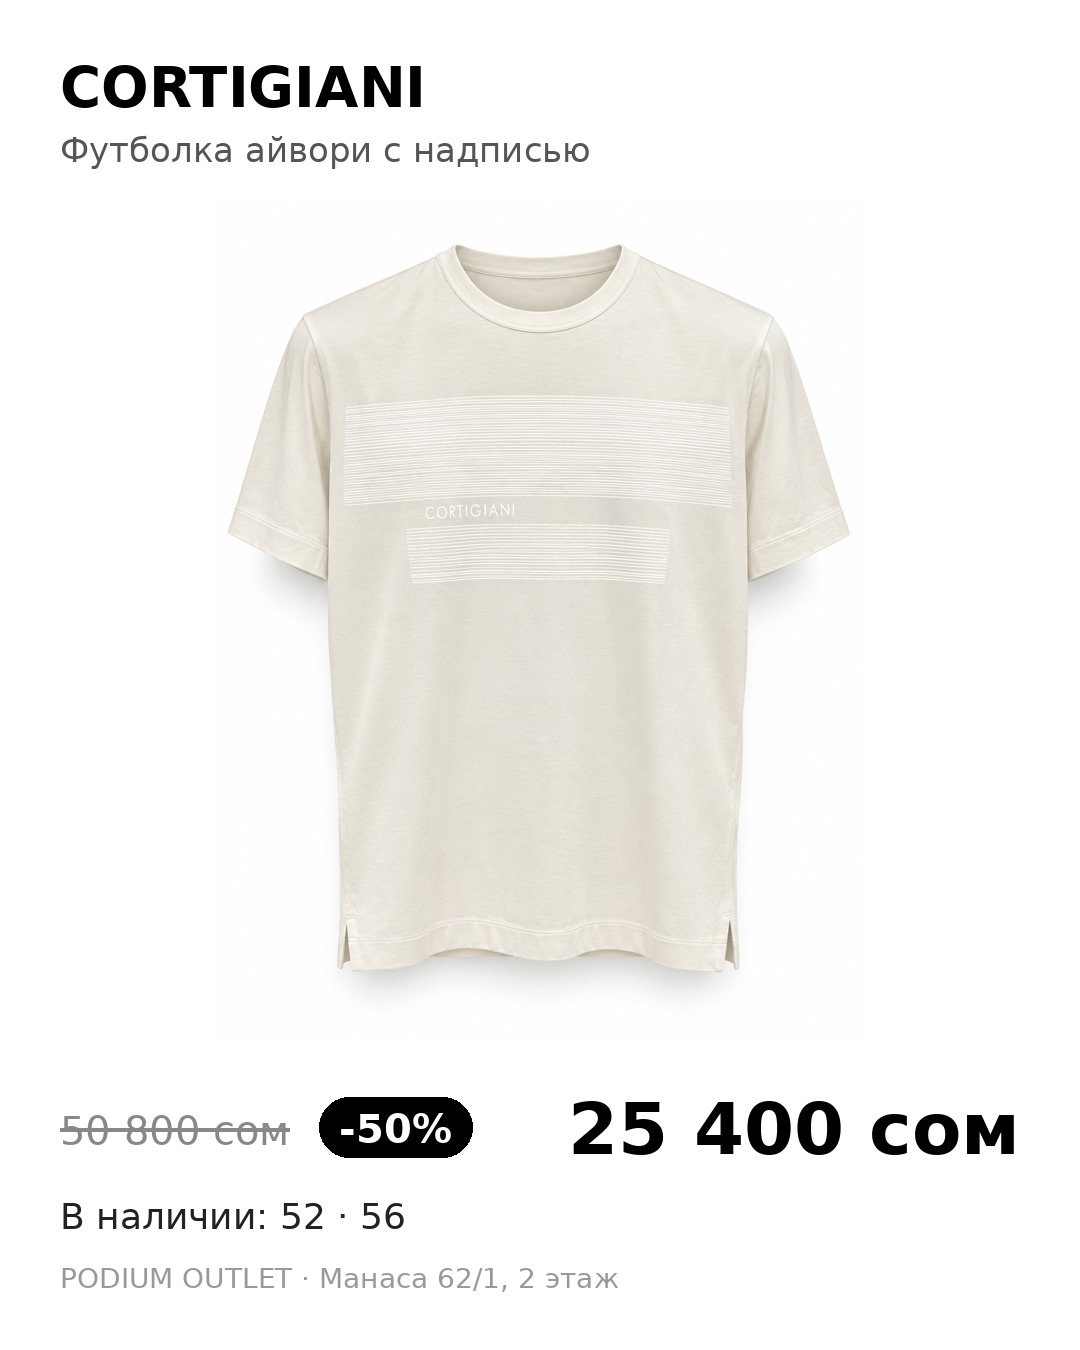 CORTIGIANI
Футболка айвори с надписью
CORTIGIANI
50 800 сом -50% 25 400 сом
В наличии: 52 · 56
PODIUM OUTLET · Манаса 62/1, 2 этаж